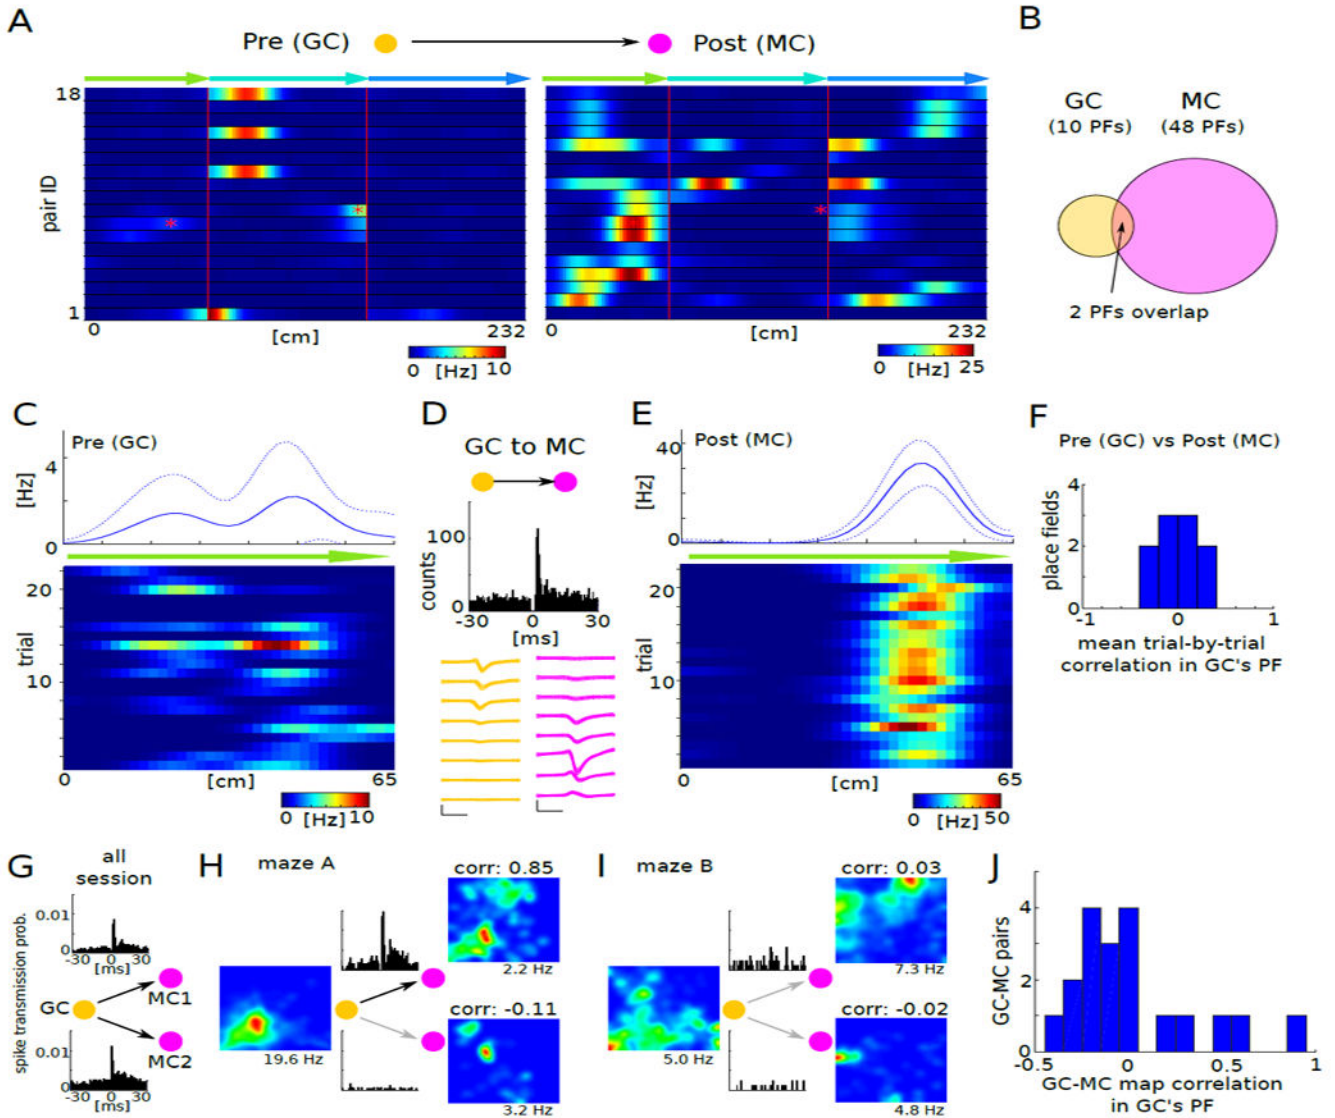 A
Pre (GC)
Post (MC)
18
pair ID
1
0
[cm]
232
0
[Hz]
10
*
*
0
[cm]
232
0
[Hz]
25
*
B
GC
(10 PFs)
MC
(48 PFs)
2 PFs overlap
C
Pre (GC)
4
[Hz]
0
20
trial
10
0
[cm]
65
0
[Hz]
10
D
GC to MC
100
counts
0
-30
0
30
[ms]
E
Post (MC)
40
[Hz]
0
20
trial
10
0
[cm]
65
0
[Hz]
50
F
Pre (GC) vs Post (MC)
4
place fields
2
0
-1
0
1
mean trial-by-trial
correlation in GC's PF
G
all
session
spike transmission prob.
0.01
0
-30
0
30
[ms]
GC
MC1
MC2
0.01
0
-30
0
30
[ms]
H
maze A
corr: 0.85
2.2 Hz
19.6 Hz
corr: -0.11
3.2 Hz
I
maze B
corr: 0.03
7.3 Hz
5.0 Hz
corr: -0.02
4.8 Hz
J
4
GC-MC pairs
2
0
-0.5
0
0.5
1
GC-MC map correlation
in GC's PF